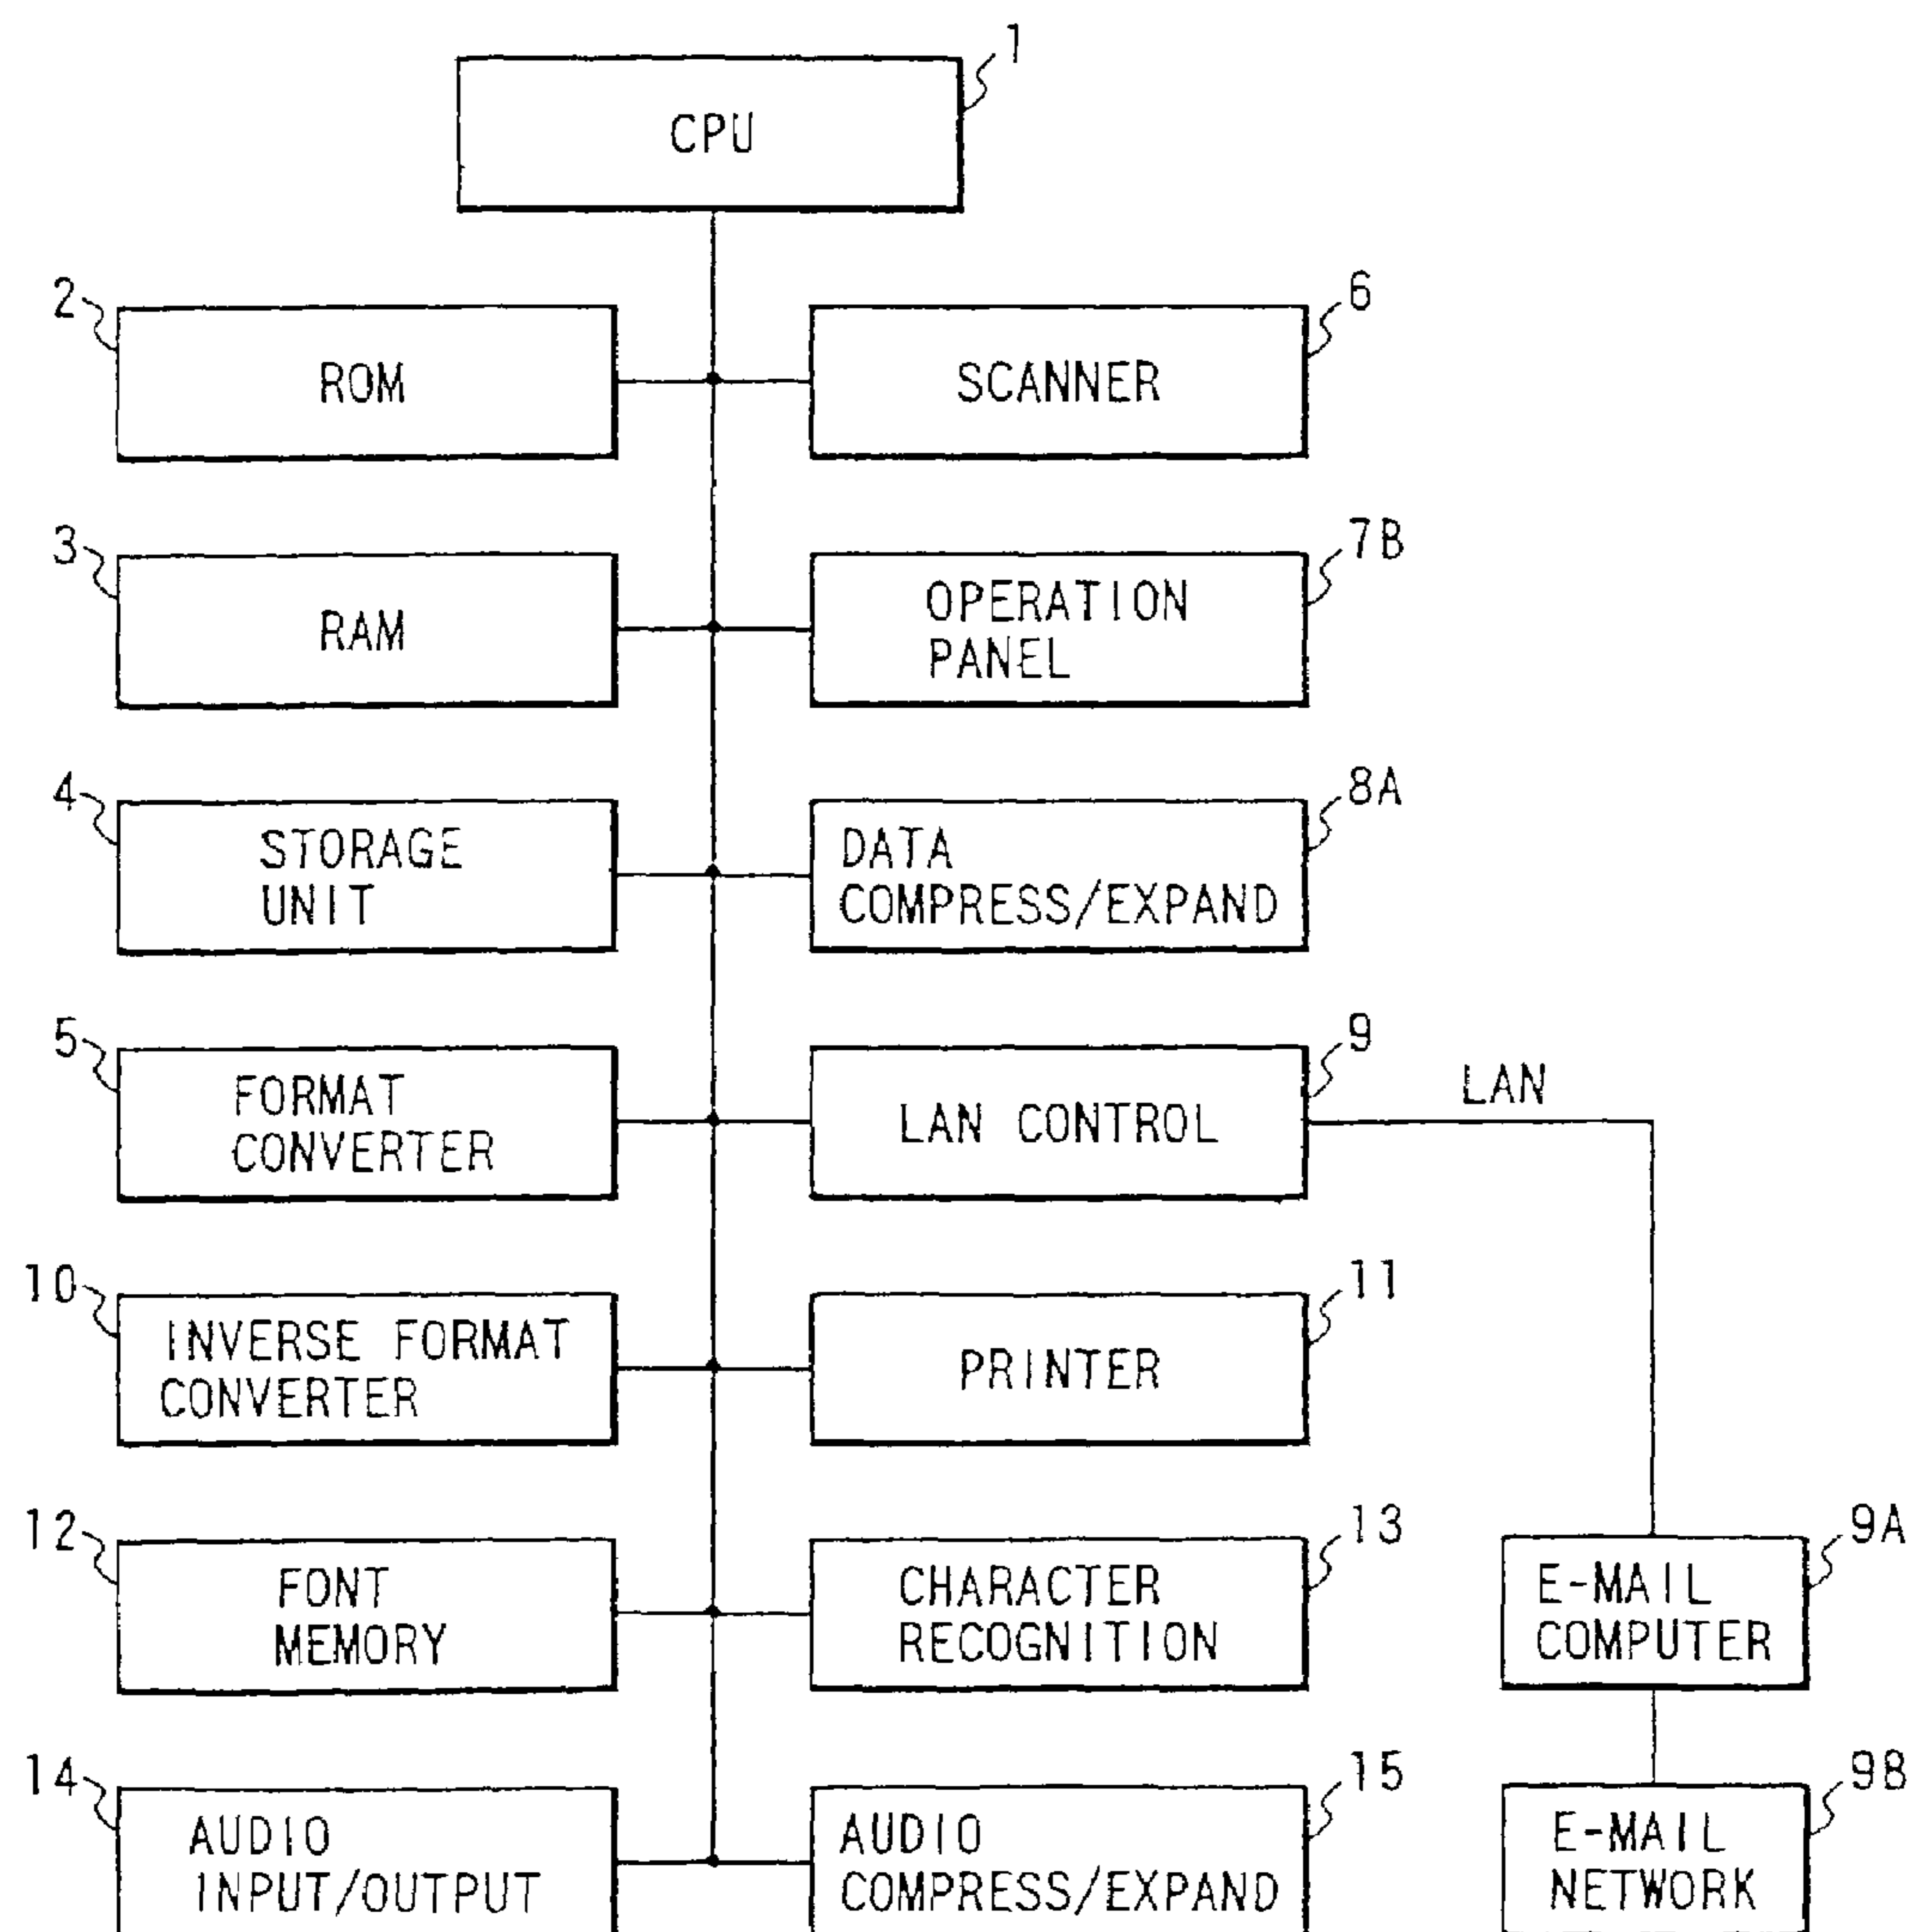 1
CPU
2
ROM
6
SCANNER
3
RAM
7B
OPERATION
PANEL
4
STORAGE
UNIT
8A
DATA
COMPRESS/EXPAND
5
FORMAT
CONVERTER
9
LAN CONTROL
LAN
10
INVERSE FORMAT
CONVERTER
11
PRINTER
12
FONT
MEMORY
13
CHARACTER
RECOGNITION
9A
E-MAIL
COMPUTER
14
AUDIO
INPUT/OUTPUT
15
AUDIO
COMPRESS/EXPAND
9B
E-MAIL
NETWORK